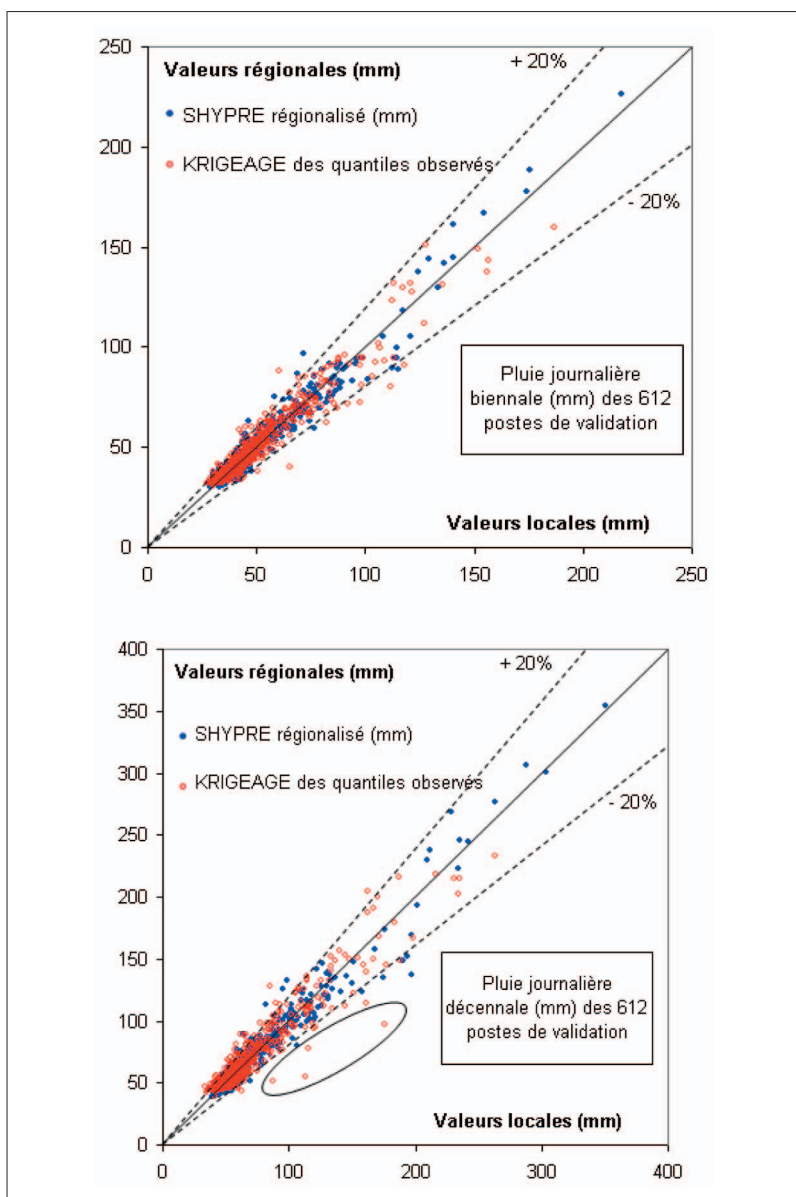 250
Valeurs régionales (mm)
+ 20%
SHYPRE régionalisé (mm)
200
KRIGEAGE des quantiles observés
- 20%
150
100
Pluie journalière
biennale (mm) des 612
postes de validation
50
Valeurs locales (mm)
0
0 50 100 150 200 250
400
Valeurs régionales (mm)
+ 20%
350
SHYPRE régionalisé (mm)
300
KRIGEAGE des quantiles observés
- 20%
250
200
150
Pluie journalière
décennale (mm) des 612
postes de validation
100
50
Valeurs locales (mm)
0
0 100 200 300 400